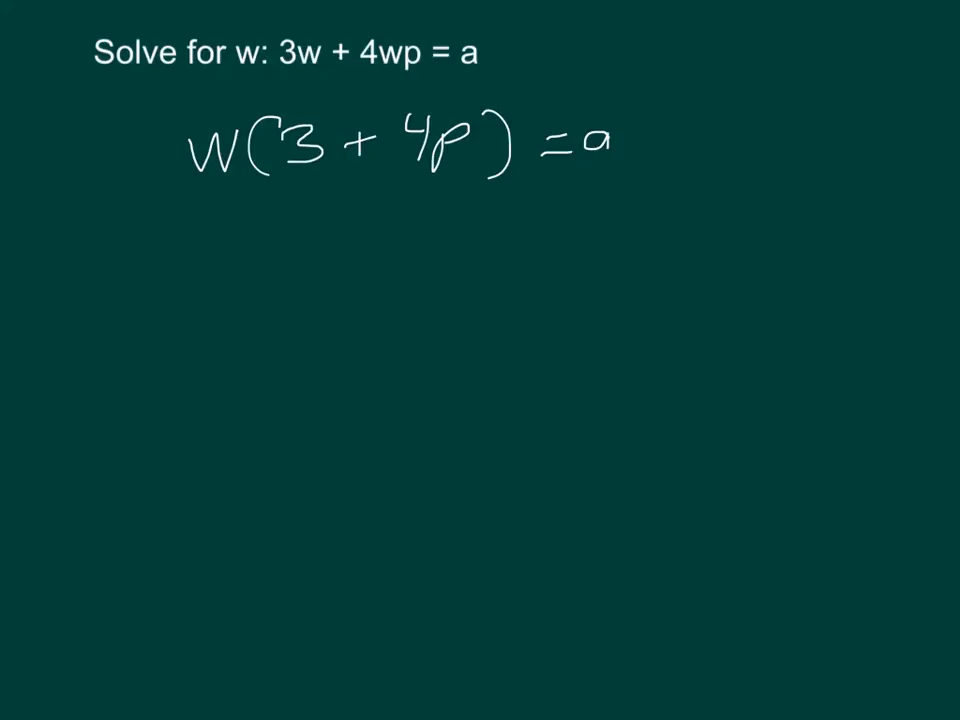 Solve for w: 3w + 4wp = a
w(3 + 4p) = a